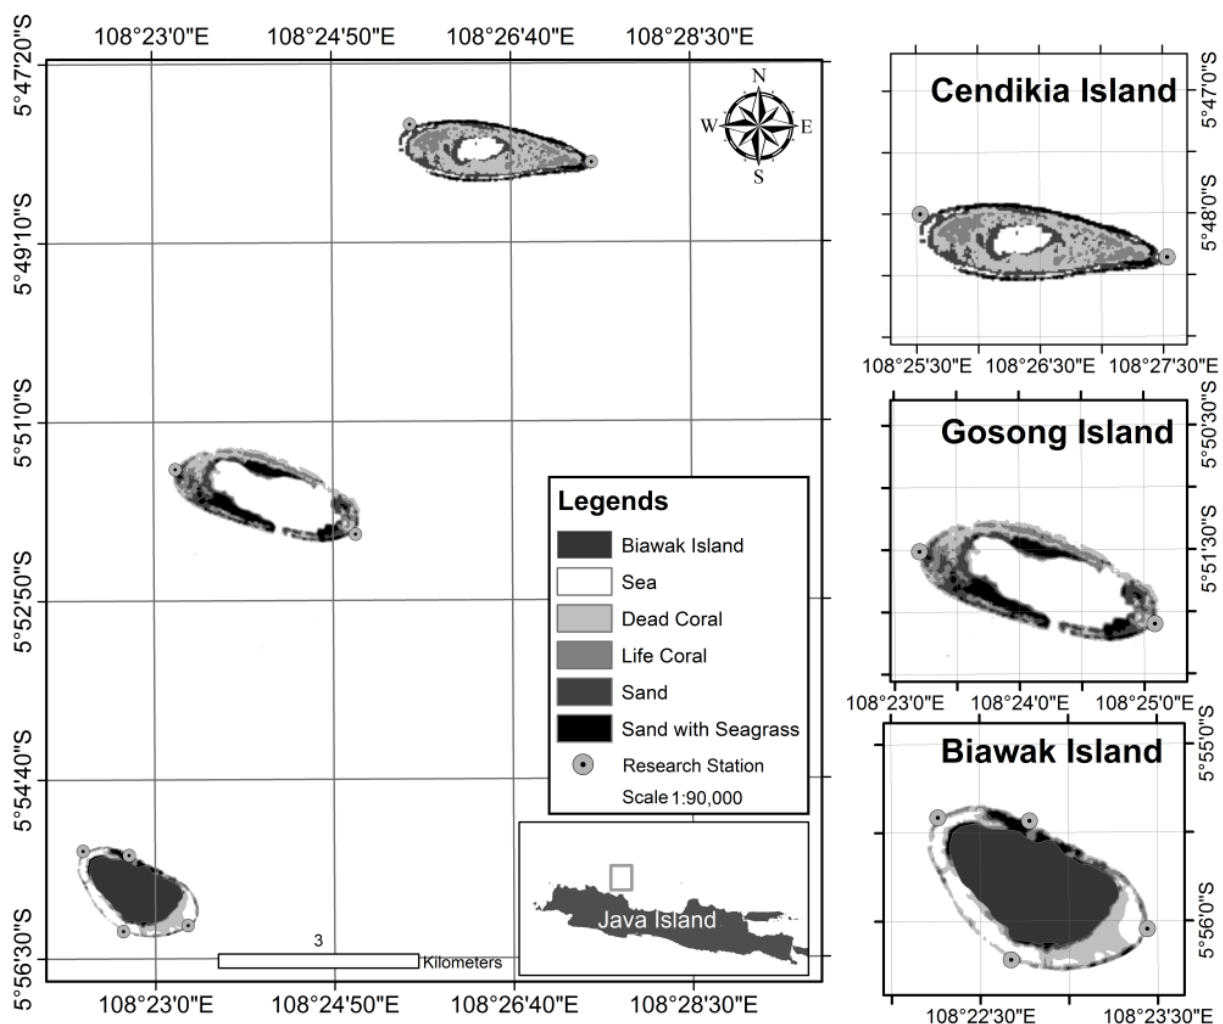 108°23'0"E 108°24'50"E 108°26'40"E 108°28'30"E
5°47'20"S
5°49'10"S
5°51'0"S
5°52'50"S
5°54'40"S
5°56'30"S
N
W E
S
Legends
Biawak Island
Sea
Dead Coral
Life Coral
Sand
Sand with Seagrass
Research Station
Scale 1:90,000
Java Island
3
Kilometers
108°23'0"E 108°24'50"E 108°26'40"E 108°28'30"E
Cendikia Island
5°47'0"S
5°48'0"S
108°25'30"E 108°26'30"E 108°27'30"E
Gosong Island
5°50'30"S
5°51'30"S
108°23'0"E 108°24'0"E 108°25'0"E
Biawak Island
5°55'0"S
5°56'0"S
108°22'30"E 108°23'30"E